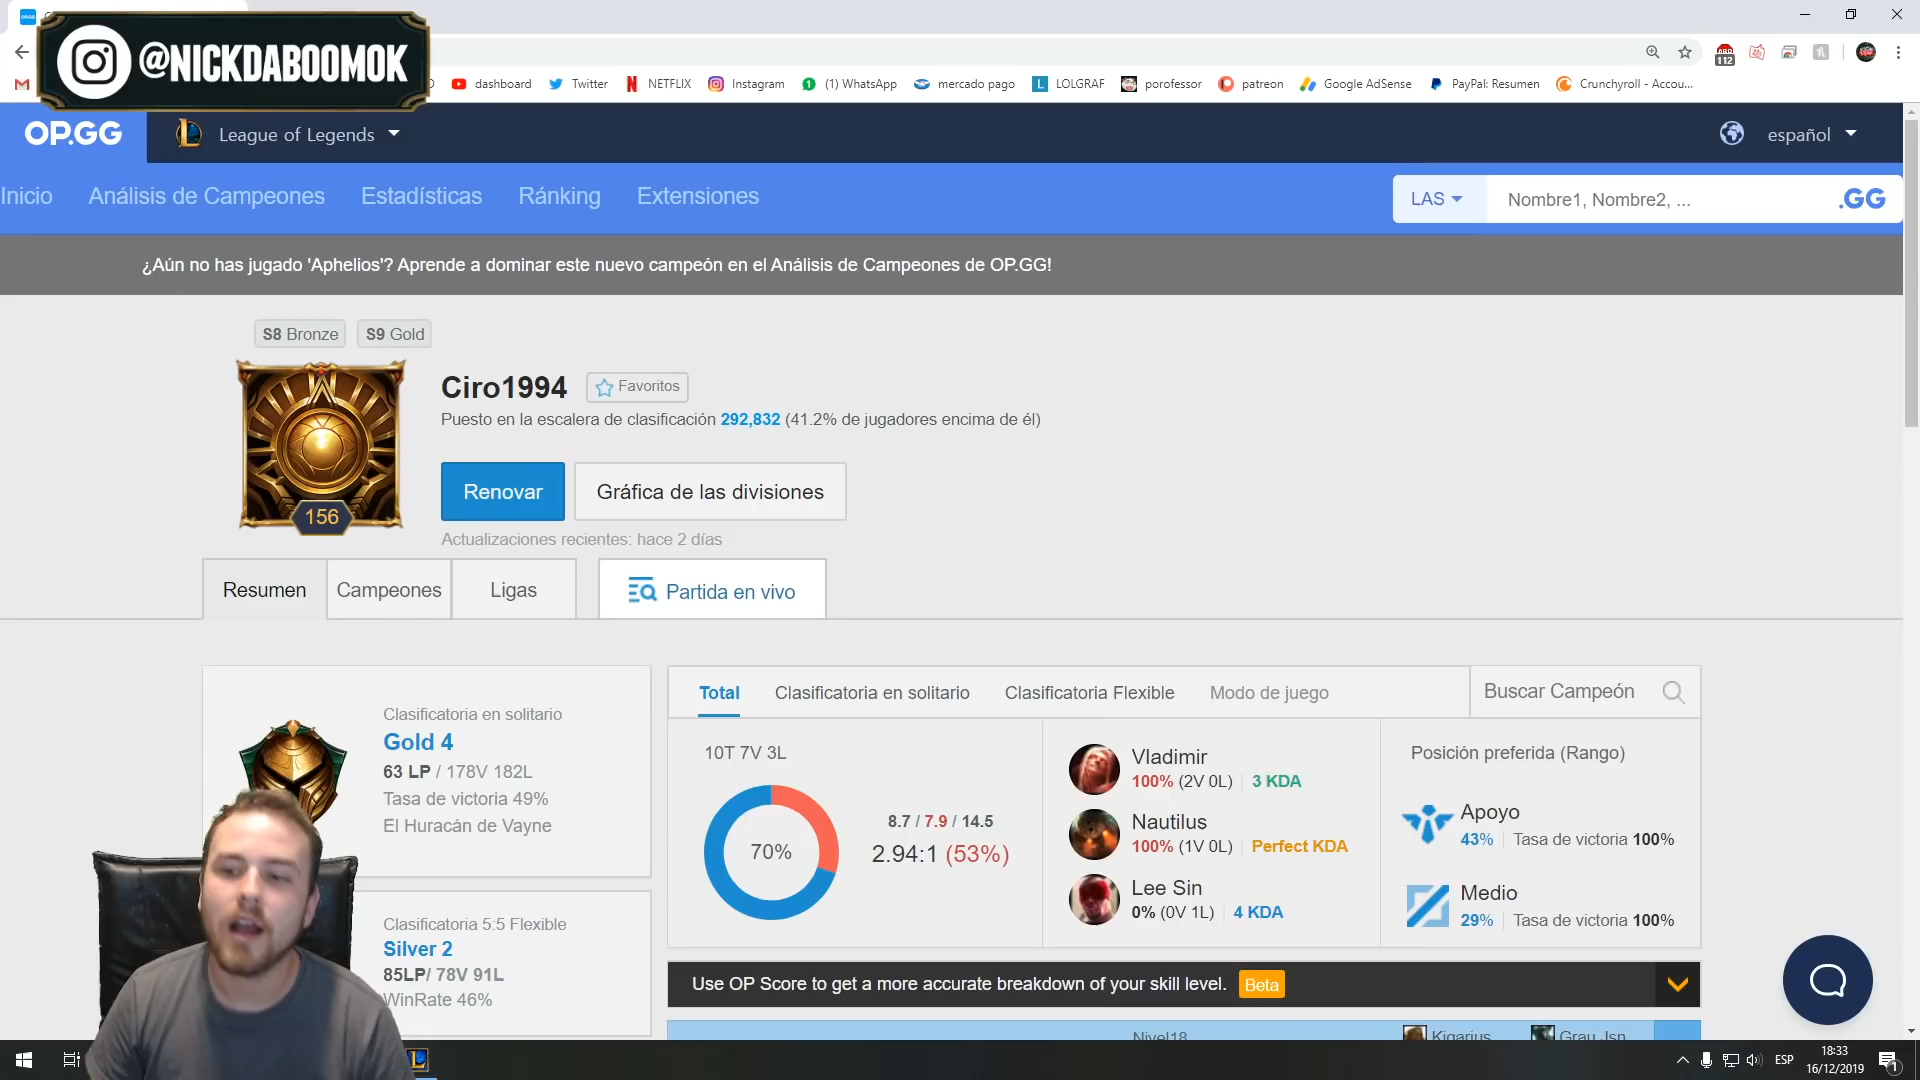 @NICKDABOOMOK
dashboard
Twitter
NETFLIX
Instagram
(1) WhatsApp
mercado pago
LOLGRAF
porofessor
patreon
Google AdSense
PayPal: Resumen
Crunchyroll - Accou...
OP.GG
League of Legends
español
Inicio
Análisis de Campeones
Estadísticas
Ránking
Extensiones
LAS
Nombre1, Nombre2, ...
.GG
¿Aún no has jugado 'Aphelios'? Aprende a dominar este nuevo campeón en el Análisis de Campeones de OP.GG!
S8 Bronze
S9 Gold
Ciro1994
Favoritos
Puesto en la escalera de clasificación 292,832 (41.2% de jugadores encima de él)
156
Renovar
Gráfica de las divisiones
Actualizaciones recientes: hace 2 días
Resumen
Campeones
Ligas
Partida en vivo
Clasificatoria en solitario
Gold 4
63 LP / 178V 182L
Tasa de victoria 49%
El Huracán de Vayne
Clasificatoria 5:5 Flexible
Silver 2
85LP/ 78V 91L
WinRate 46%
Total
Clasificatoria en solitario
Clasificatoria Flexible
Modo de juego
Buscar Campeón
10T 7V 3L
70%
8.7 / 7.9 / 14.5
2.94:1 (53%)
Vladimir
100% (2V 0L) 3 KDA
Nautilus
100% (1V 0L) Perfect KDA
Lee Sin
0% (0V 1L) 4 KDA
Posición preferida (Rango)
Apoyo
43% Tasa de victoria 100%
Medio
29% Tasa de victoria 100%
Use OP Score to get a more accurate breakdown of your skill level. Beta
Nivel18
Kigarius
Grau Jsn
112
ESP
18:33
16/12/2019
1